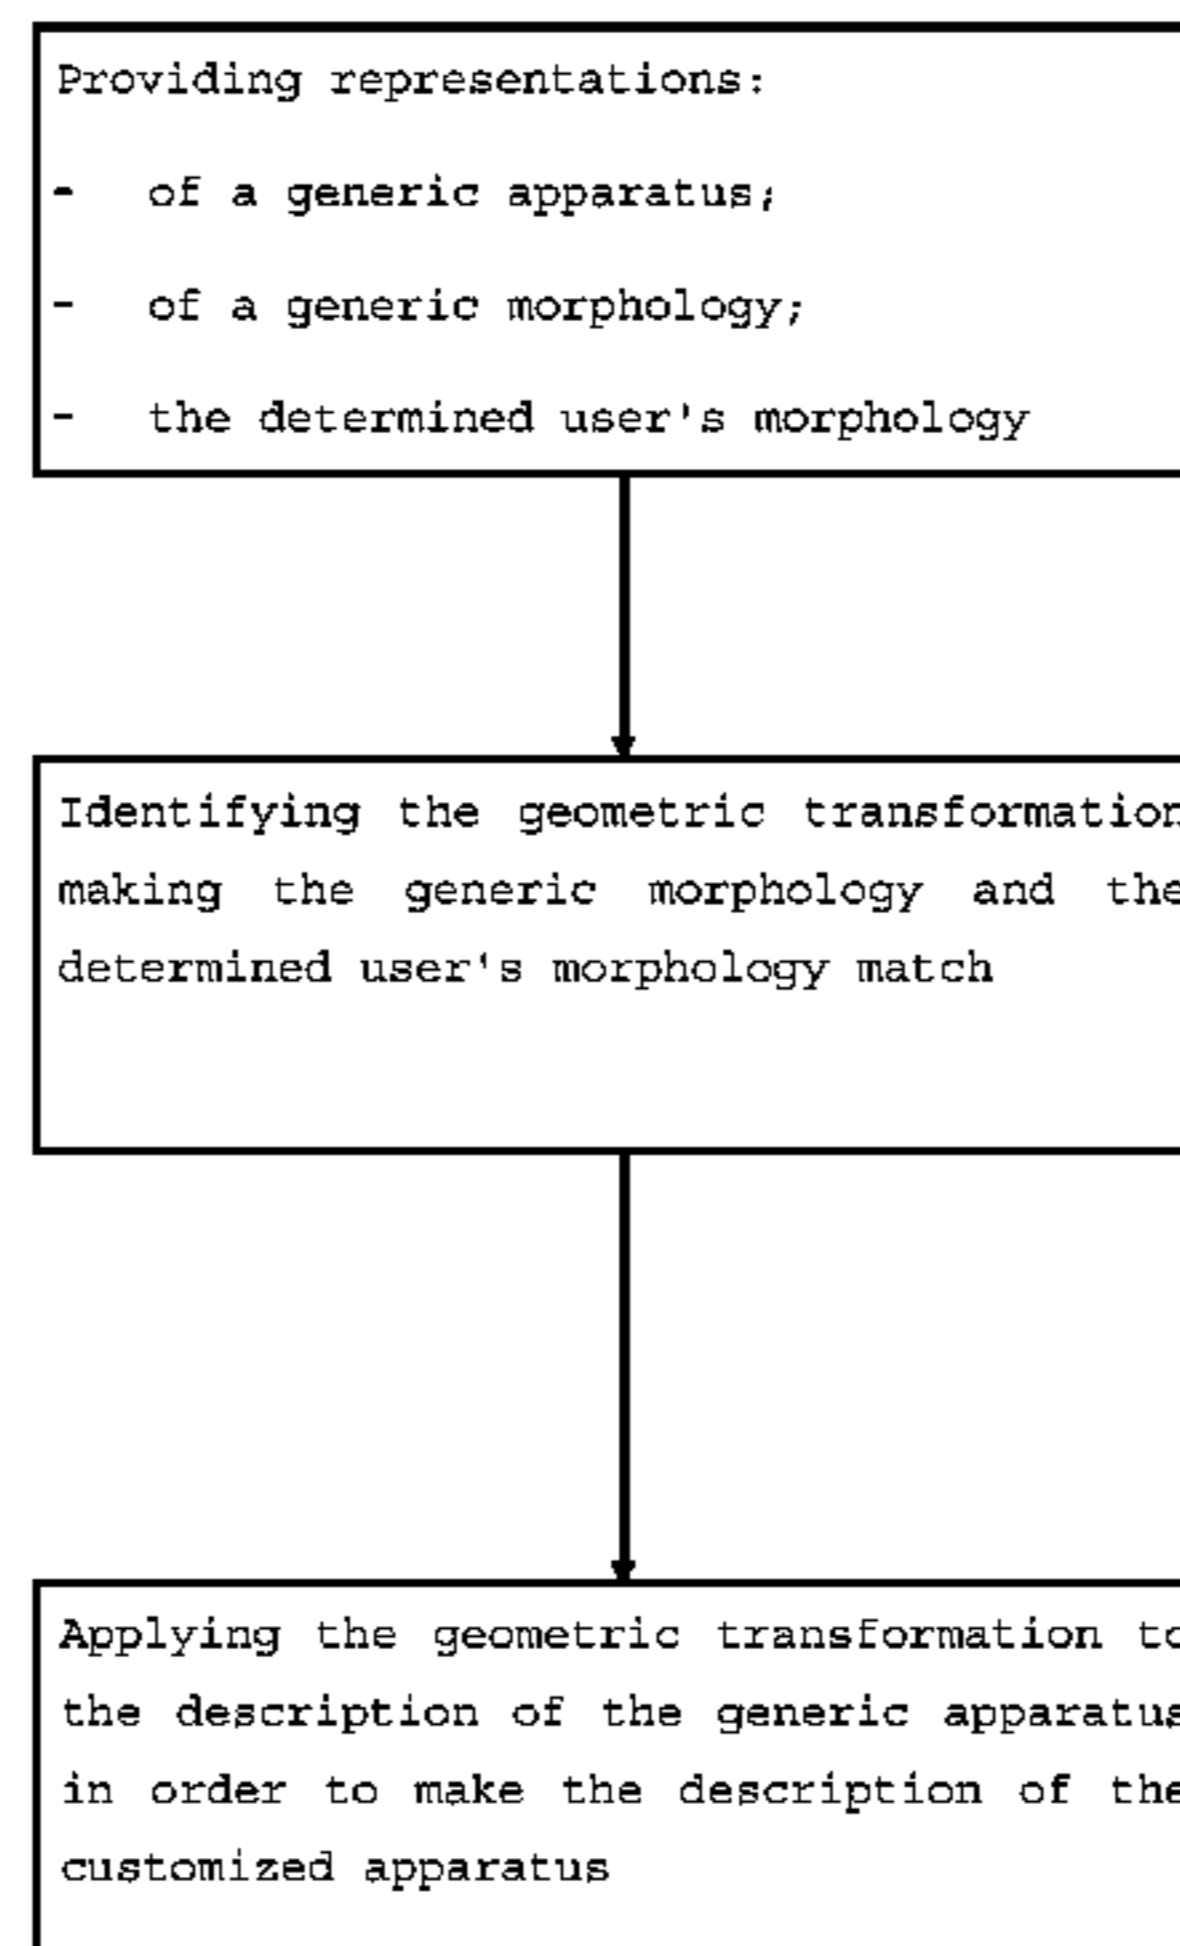 Providing representations:
- of a generic apparatus;
- of a generic morphology;
- the determined user's morphology
Identifying the geometric transformation
making the generic morphology and the
determined user's morphology match
Applying the geometric transformation to
the description of the generic apparatus
in order to make the description of the
customized apparatus